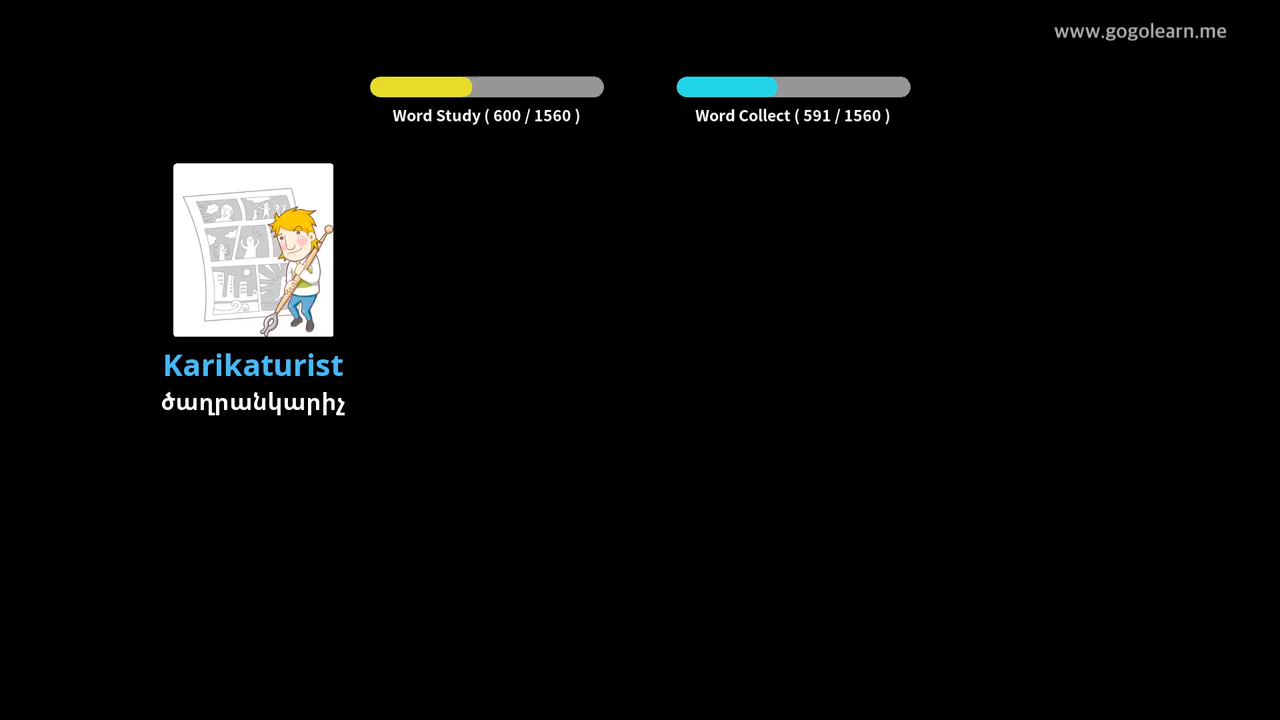 www.gogolearn.me
Word Study ( 600 / 1560 )
Word Collect ( 591 / 1560 )
Karikaturist
ծաղրանկարիչ